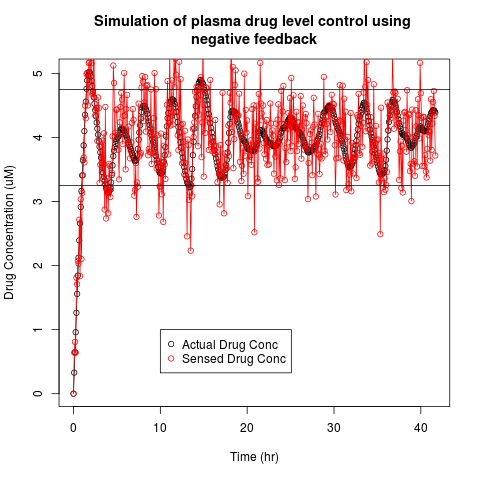 Simulation of plasma drug level control using
negative feedback
Drug Concentration (uM)
5
4
3
2
1
0
Actual Drug Conc
Sensed Drug Conc
0 10 20 30 40
Time (hr)